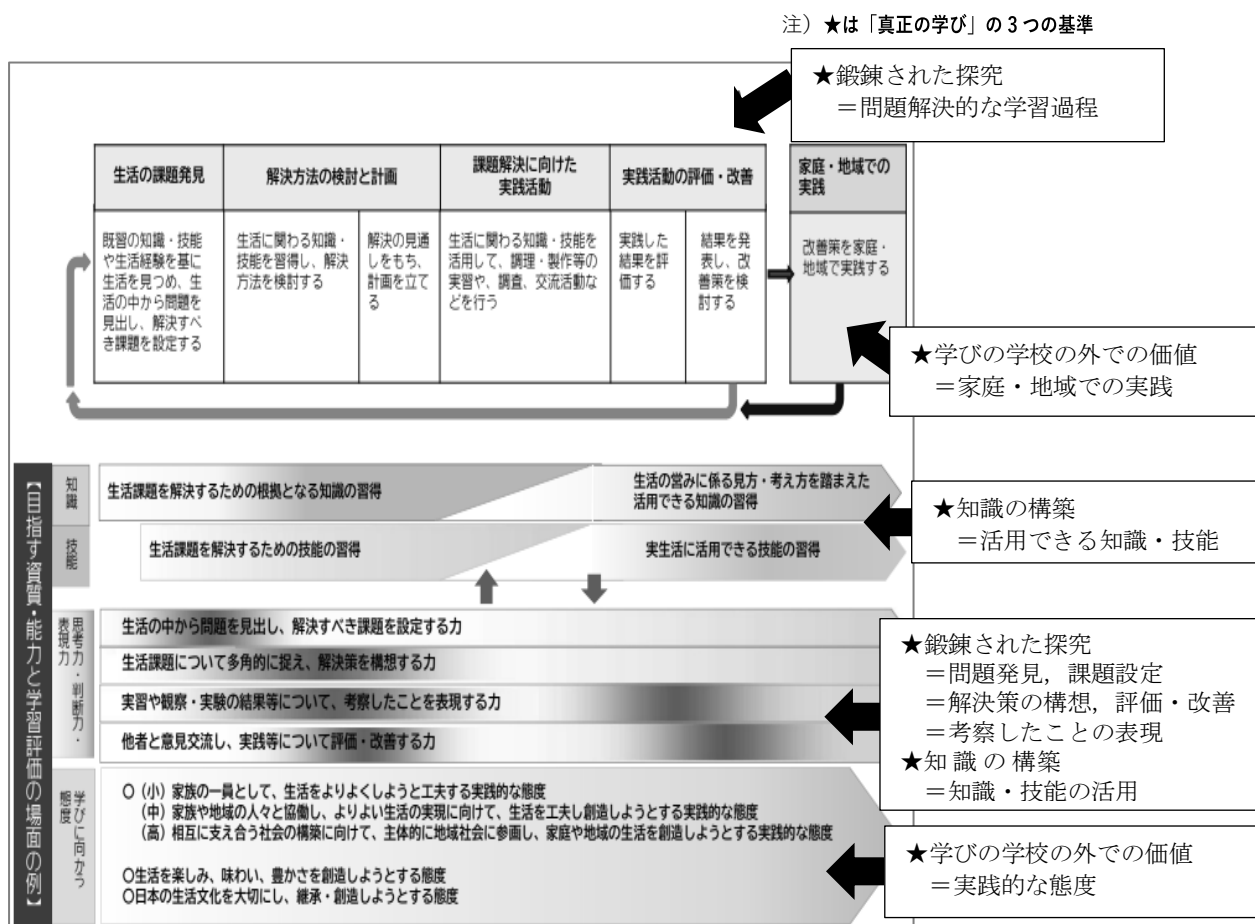 注）★は「真正の学び」の3つの基準
★鍛錬された探究
＝問題解決的な学習過程
生活の課題発見
解決方法の検討と計画
課題解決に向けた
実践活動
実践活動の評価・改善
家庭・地域での
実践
既習の知識・技能
や生活経験を基に
生活を見つめ、生
活の中から問題を
見出し、解決すべ
き課題を設定する
生活に関わる知識・
技能を習得し、解決
方法を検討する
解決の見通
しをもち、
計画を立て
る
生活に関わる知識・技能を
活用して、調理・製作等の
実習や、調査、交流活動な
どを行う
実践した
結果を評
価する
結果を発
表し、改
善策を検
討する
改善策を家庭・
地域で実践する
★学びの学校の外での価値
＝家庭・地域での実践
【目指す資質・能力と学習評価の場面の例】
知識
生活課題を解決するための根拠となる知識の習得
生活の営みに係る見方・考え方を踏まえた
活用できる知識の習得
★知識の構築
＝活用できる知識・技能
技能
生活課題を解決するための技能の習得
実生活に活用できる技能の習得
思考力・判断力・
表現力
生活の中から問題を見出し、解決すべき課題を設定する力
生活課題について多角的に捉え、解決策を構想する力
実習や観察・実験の結果等について、考察したことを表現する力
他者と意見交流し、実践等について評価・改善する力
★鍛錬された探究
＝問題発見，課題設定
＝解決策の構想，評価・改善
＝考察したことの表現
★知識の構築
＝知識・技能の活用
学びに向かう
態度
〇（小）家族の一員として、生活をよりよくしようと工夫する実践的な態度
（中）家族や地域の人々と協働し、よりよい生活の実現に向けて、生活を工夫し創造しようとする実践的な態度
（高）相互に支え合う社会の構築に向けて、主体的に地域社会に参画し、家庭や地域の生活を創造しようとする実践的な態度
〇生活を楽しみ、味わい、豊かさを創造しようとする態度
〇日本の生活文化を大切にし、継承・創造しようとする態度
★学びの学校の外での価値
＝実践的な態度